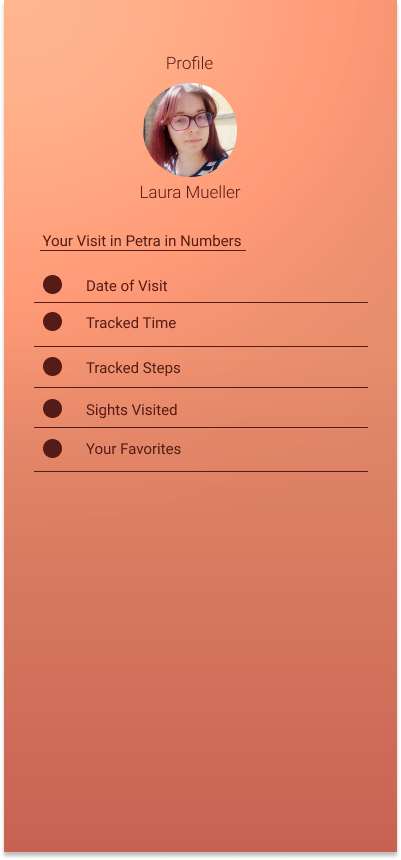 Profile
Laura Mueller
Your Visit in Petra in Numbers
Date of Visit
Tracked Time
Tracked Steps
Sights Visited
Your Favorites